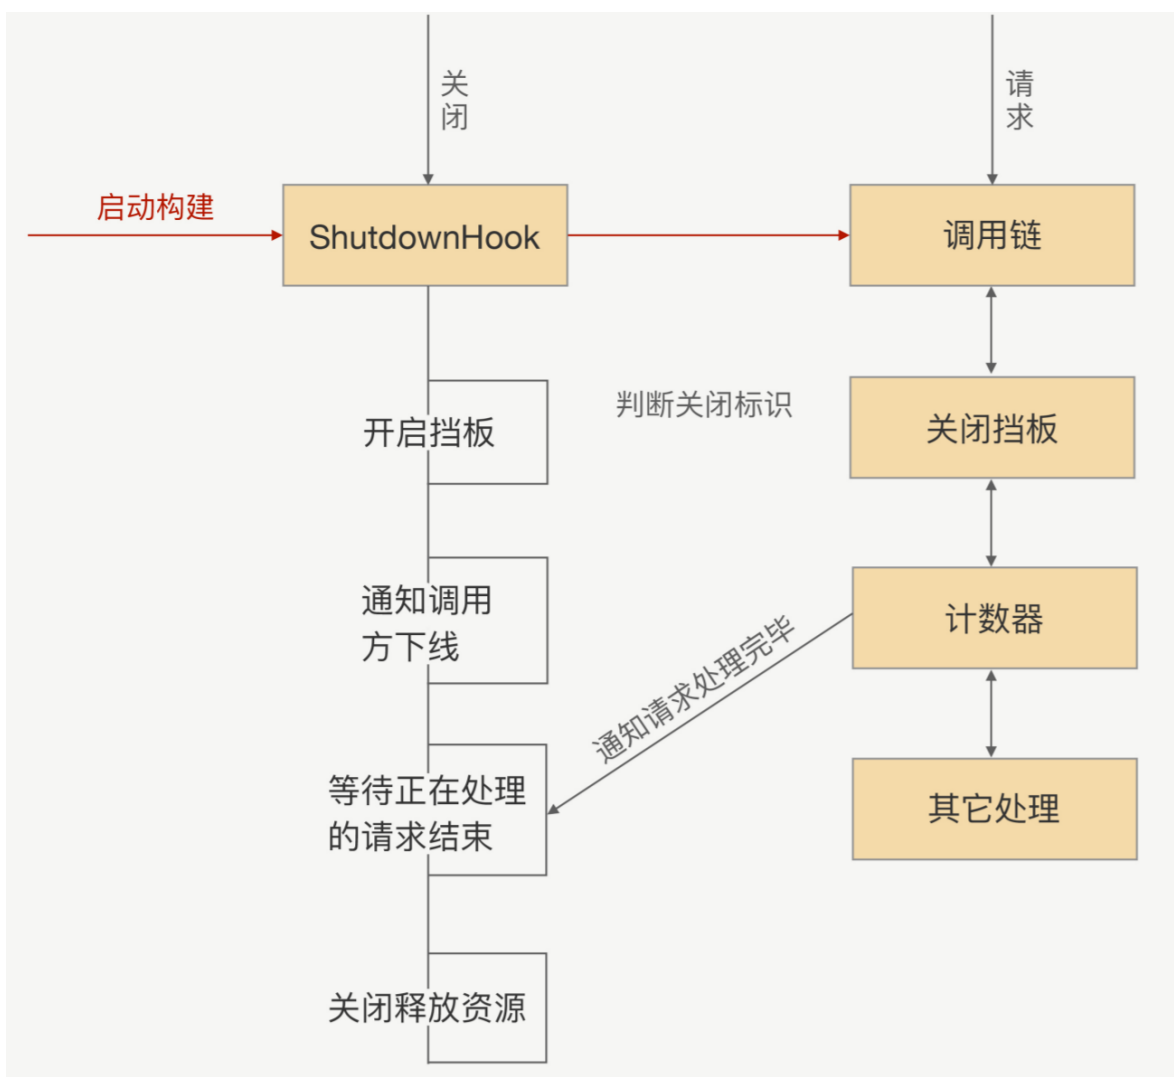 关闭
请求
启动构建
ShutdownHook
调用链
开启挡板
判断关闭标识
关闭挡板
通知调用
方下线
计数器
通知请求处理完毕
等待正在处理
的请求结束
其它处理
关闭释放资源